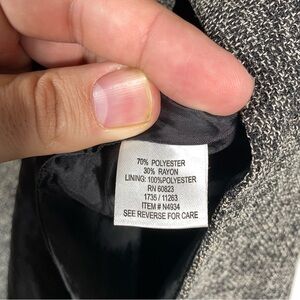 70% POLYESTER
30% RAYON
LINING: 100%POLYESTER
RN 60823
1735 / 11263
ITEM # N4934
SEE REVERSE FOR CARE